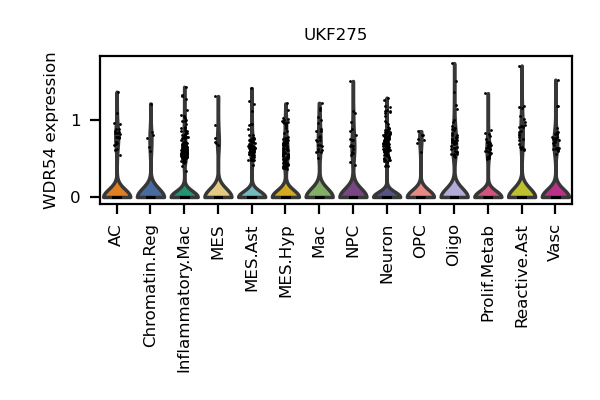 UKF275
WDR54 expression
1
0
AC
Chromatin.Reg
Inflammatory.Mac
MES
MES.Ast
MES.Hyp
Mac
NPC
Neuron
OPC
Oligo
Prolif.Metab
Reactive.Ast
Vasc